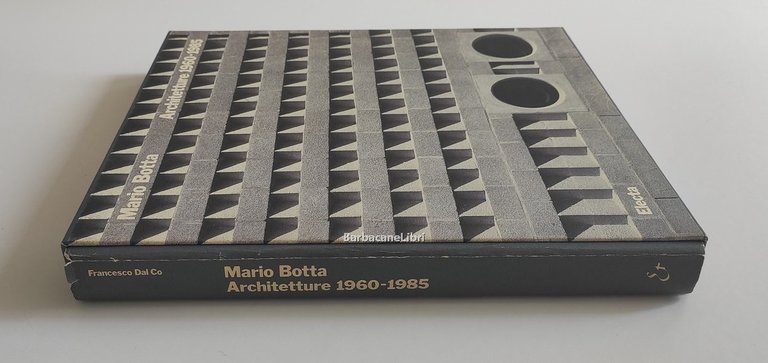 Mario Botta
Architetture 1960-1985
Electa
BarbacaneLibri
Francesco Dal Co
Mario Botta
Architetture 1960-1985